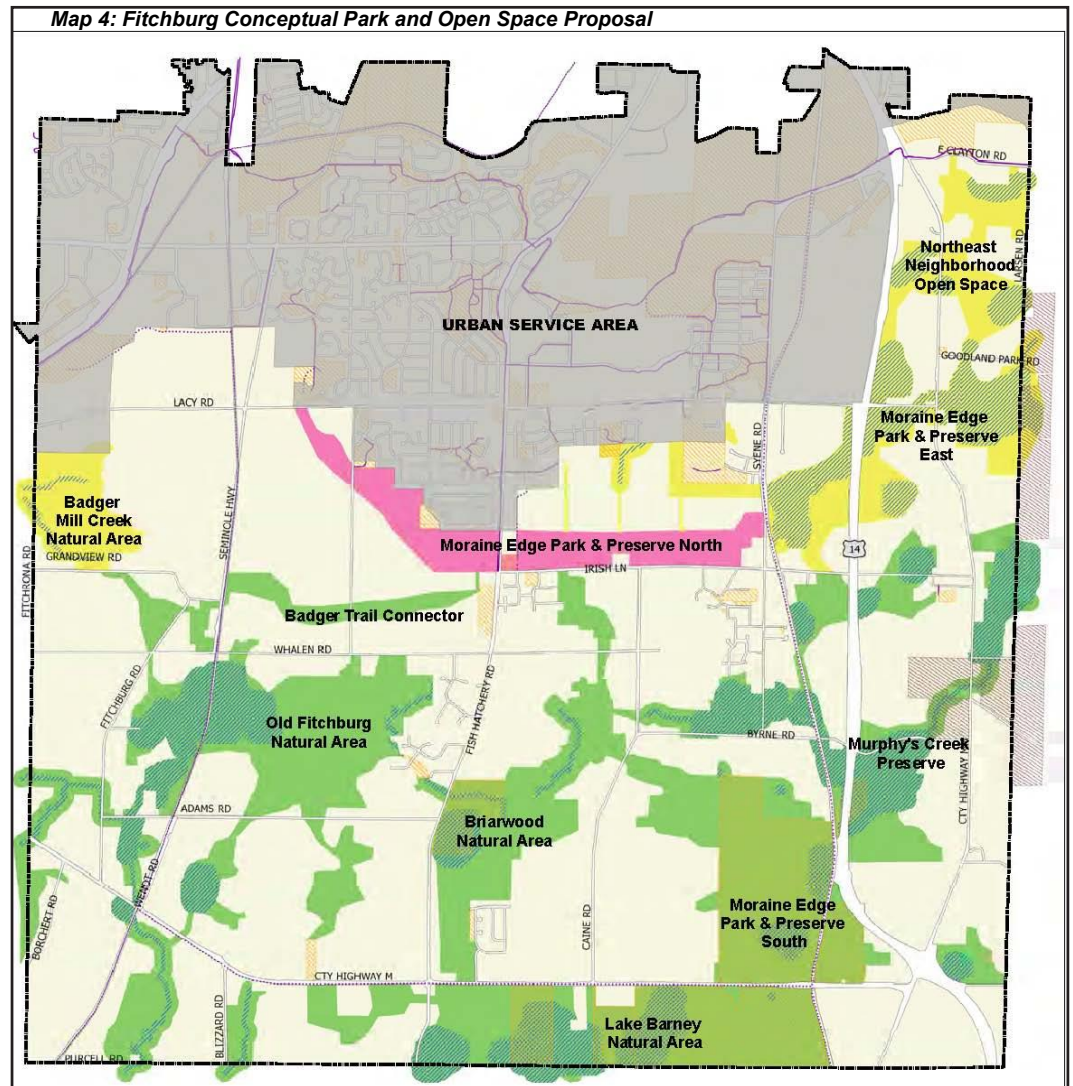 Map 4: Fitchburg Conceptual Park and Open Space Proposal
E CLAYTON RD
Northeast
Neighborhood
Open Space
LARSEN RD
URBAN SERVICE AREA
GOODLAND PARK RD
LACY RD
Moraine Edge
Park & Preserve
East
SYENE RD
Badger
Mill Creek
Natural Area
SEMINOLE HWY
GRANDVIEW RD
FITCHRONA RD
Moraine Edge Park & Preserve North
14
IRISH LN
Badger Trail Connector
WHALEN RD
FITCHBURG RD
Old Fitchburg
Natural Area
FISH HATCHERY RD
BYRNE RD
Murphy's Creek
Preserve
CTY HIGHWAY M
ADAMS RD
Briarwood
Natural Area
WENDT RD
BORCHERT RD
CAINE RD
Moraine Edge
Park & Preserve
South
CTY HIGHWAY M
BLIZZARD RD
Lake Barney
Natural Area
PURCELL RD